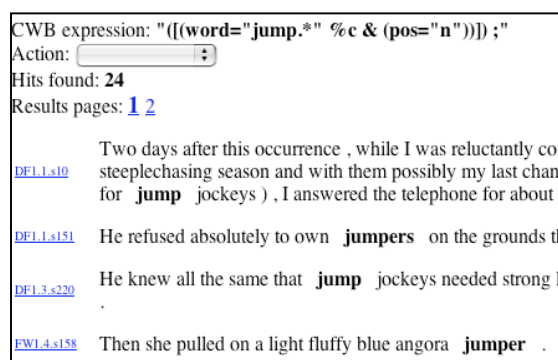 CWB expression: "([(word="jump.*" %c & (pos="n"))]) ;"
Action:
Hits found: 24
Results pages: 1 2
Two days after this occurrence , while I was reluctantly
DF1.1.s10 steeplechasing season and with them possibly my last
for jump jockeys ) , I answered the telephone for about
DF1.1.s151 He refused absolutely to own jumpers on the grounds
DF1.3.s220 He knew all the same that jump jockeys needed strong
.
FW1.4.s158 Then she pulled on a light fluffy blue angora jumper .